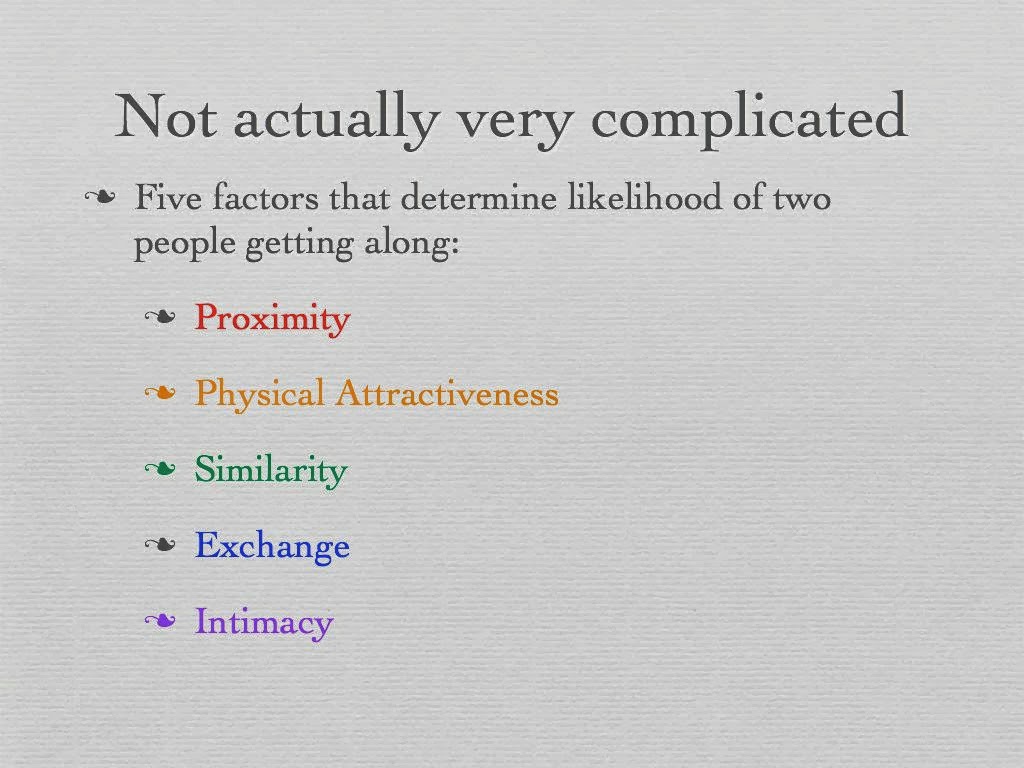 Not actually very complicated
❧ Five factors that determine likelihood of two
people getting along:
❧ Proximity
❧ Physical Attractiveness
❧ Similarity
❧ Exchange
❧ Intimacy